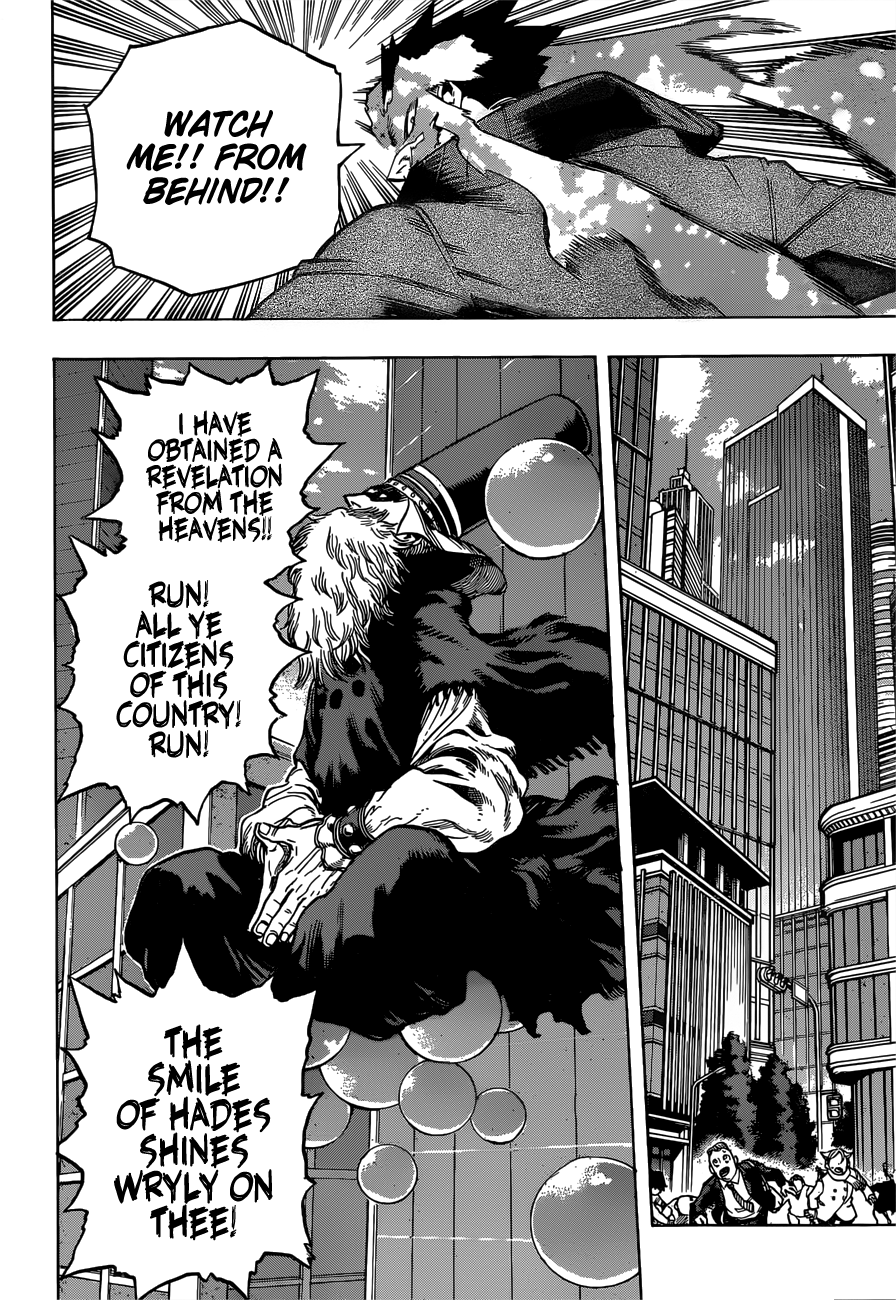 WATCH
ME!! FROM
BEHIND!!
I HAVE
OBTAINED A
REVELATION
FROM THE
HEAVENS!!
RUN!
ALL YE
CITIZENS
OF THIS
COUNTRY!
RUN!
THE
SMILE
OF HADES
SHINES
WRYLY ON
THEE!